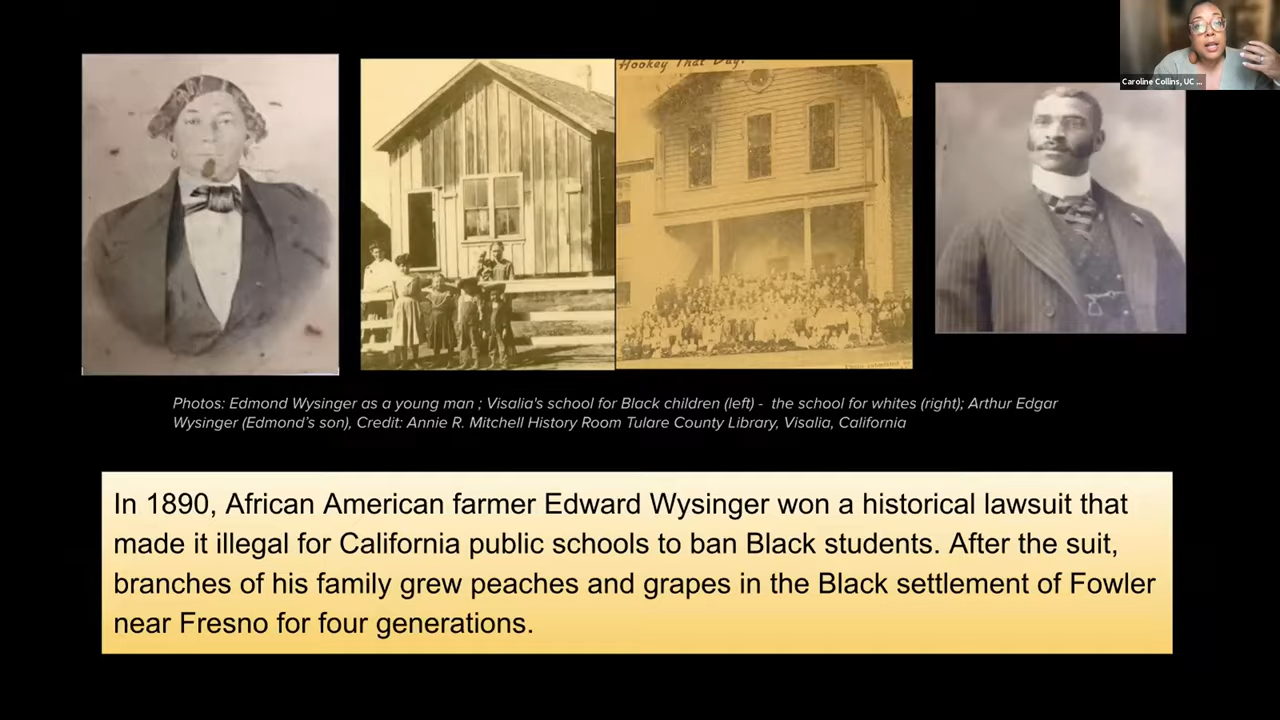 Hookey That Day.
Caroline Collins, UC ...
Photos: Edmond Wysinger as a young man ; Visalia's school for Black children (left) - the school for whites (right); Arthur Edgar
Wysinger (Edmond's son), Credit: Annie R. Mitchell History Room Tulare County Library, Visalia, California
In 1890, African American farmer Edward Wysinger won a historical lawsuit that
made it illegal for California public schools to ban Black students. After the suit,
branches of his family grew peaches and grapes in the Black settlement of Fowler
near Fresno for four generations.